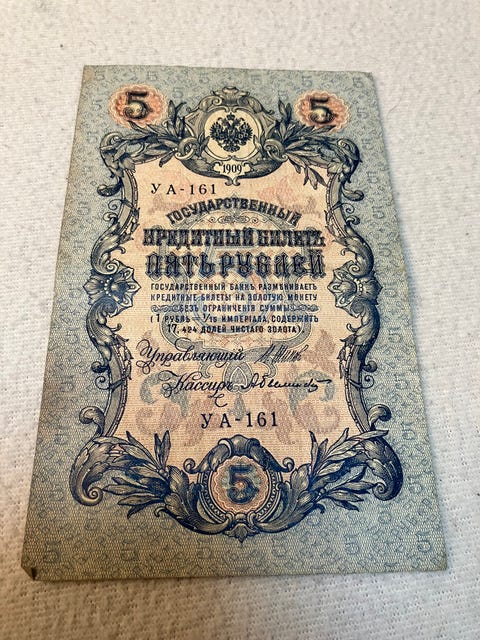 5 5
1909
УА-161
ГОСУДАРСТВЕННЫЙ
КРЕДИТНЫЙ БИЛЕТЪ
ПЯТЬ РУБЛЕЙ
ГОСУДАРСТВЕННЫЙ БАНКЪ РАЗМѢНИВАЕТЪ
КРЕДИТНЫЕ БИЛЕТЫ НА ЗОЛОТУЮ МОНЕТУ
БЕЗЪ ОГРАНИЧЕНІЯ СУММЫ
(1 РУБЛЬ = 1/15 ИМПЕРІАЛА, СОДЕРЖИТЪ
17,424 ДОЛЕЙ ЧИСТАГО ЗОЛОТА).
Управляющій
Кассиръ
УА-161
5